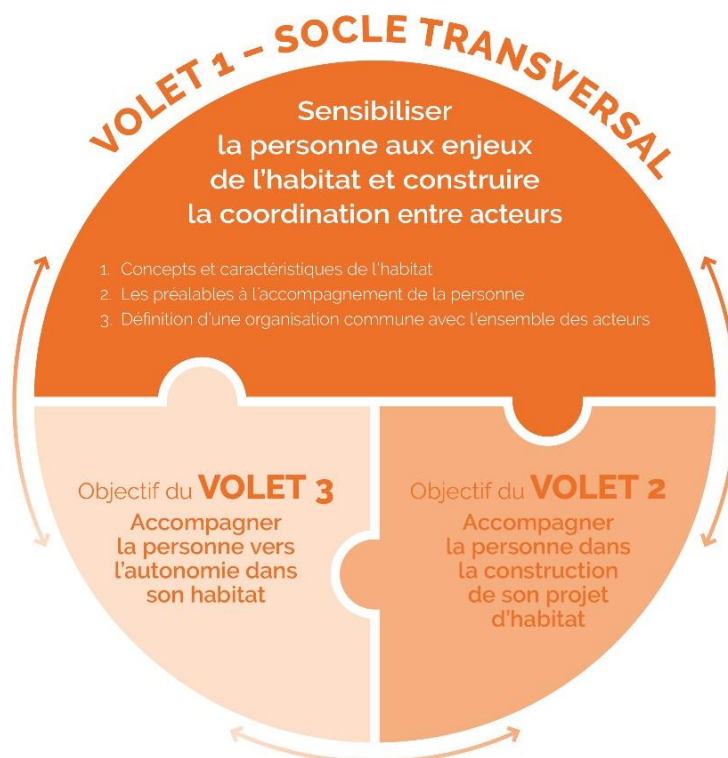 VOLET 1 – SOCLE TRANSVERSAL
Sensibiliser
la personne aux enjeux
de l'habitat et construire
la coordination entre acteurs
1. Concepts et caractéristiques de l'habitat
2. Les préalables à l'accompagnement de la personne
3. Définition d'une organisation commune avec l'ensemble des acteurs
Objectif du VOLET 3
Accompagner
la personne vers
l'autonomie dans
son habitat
Objectif du VOLET 2
Accompagner
la personne dans
la construction
de son projet
d'habitat